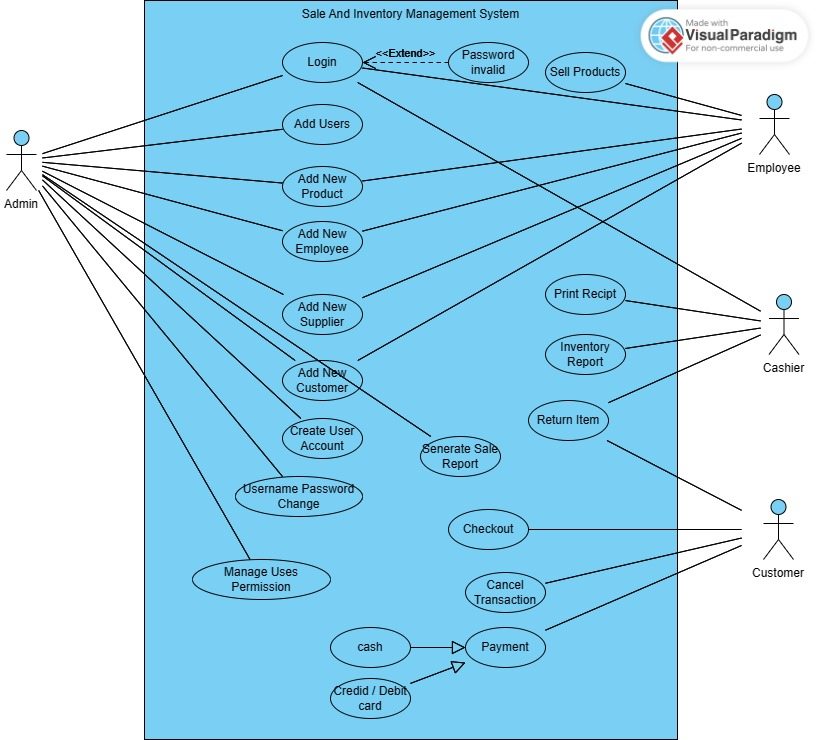 Sale And Inventory Management System
Made with
Visual Paradigm
For non-commercial use
Login
<<Extend>>
Password
invalid
Sell Products
Add Users
Employee
Admin
Add New
Product
Add New
Employee
Add New
Supplier
Print Recipt
Inventory
Report
Cashier
Add New
Customer
Return Item
Create User
Account
Senerate Sale
Report
Username Password
Change
Checkout
Customer
Manage Uses
Permission
Cancel
Transaction
cash
Payment
Credid / Debit
card